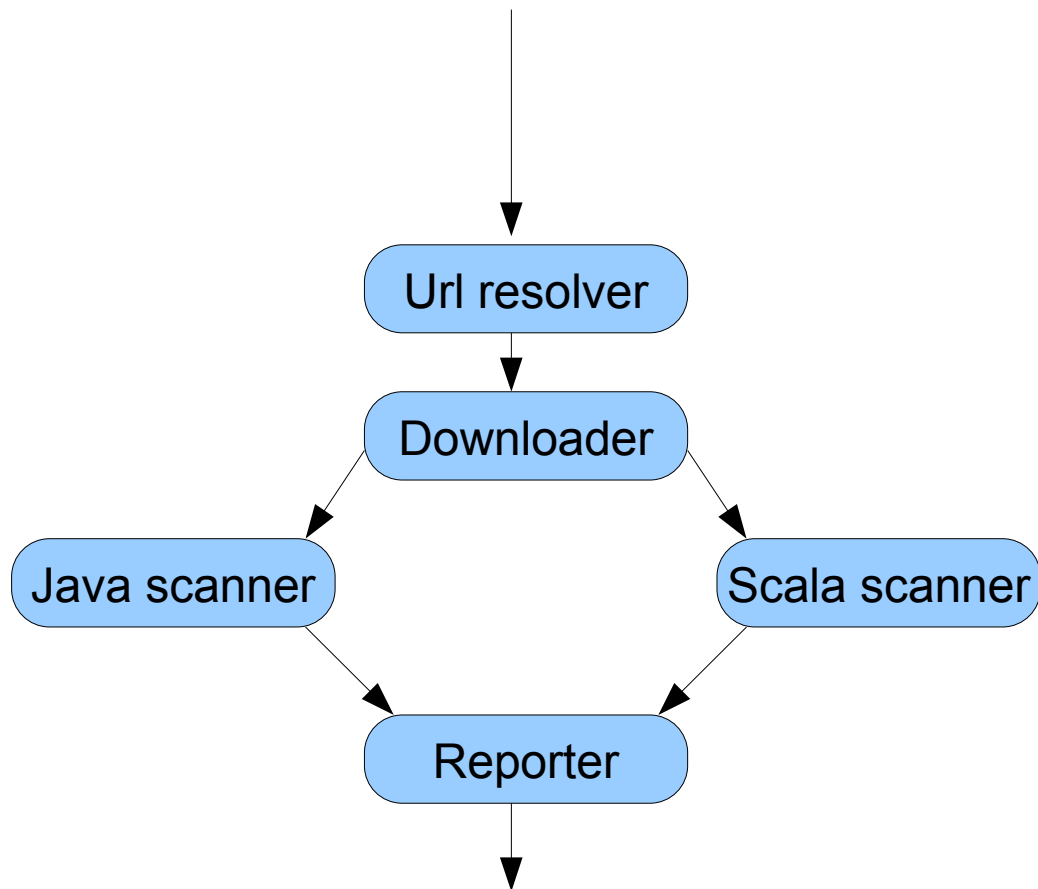 Url resolver
Downloader
Java scanner
Scala scanner
Reporter